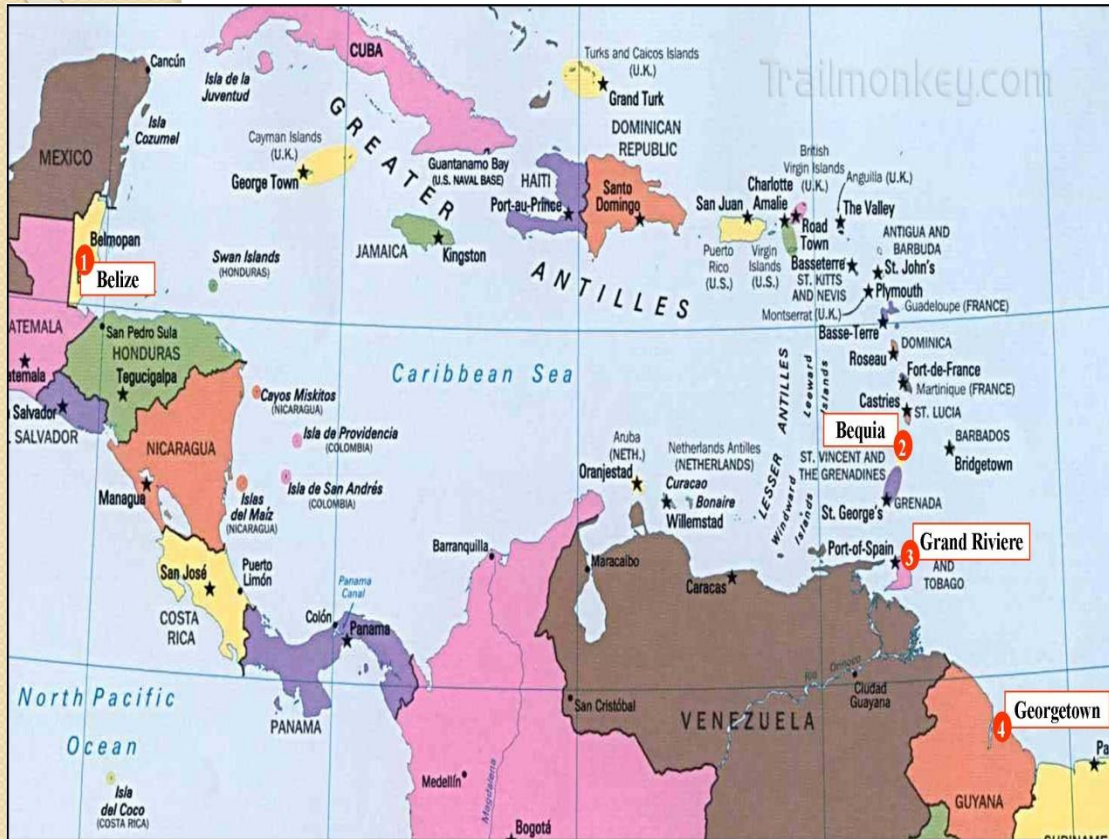 Trailmonkey.com
CUBA
Cancún
Isla de la
Juventud
Isla
Cozumel
MEXICO
Turks and Caicos Islands
(U.K.)
Grand Turk
Cayman Islands
(U.K.)
George Town
GREATER
ANTILLES
Guantanamo Bay
(U.S. NAVAL BASE)
HAITI
Port-au-Prince
DOMINICAN
REPUBLIC
Santo
Domingo
JAMAICA
Kingston
San Juan
Charlotte
Amalie
British
Virgin Islands
(U.K.)
Anguilla (U.K.)
The Valley
Road
Town
Puerto
Rico
(U.S.)
Virgin
Islands
(U.S.)
ANTIGUA AND
BARBUDA
Basseterre
ST. KITTS
AND NEVIS
St. John's
Plymouth
Montserrat (U.K.)
Guadeloupe (FRANCE)
Basse-Terre
DOMINICA
Roseau
Fort-de-France
Martinique (FRANCE)
Castries
ST. LUCIA
Belmopan
1
Belize
Swan Islands
(HONDURAS)
San Pedro Sula
HONDURAS
Tegucigalpa
Caribbean Sea
LESSER ANTILLES
Leeward
Islands
Windward
Islands
Bequia
2
BARBADOS
Bridgetown
ST. VINCENT AND
THE GRENADINES
GRENADA
St. George's
Cayos Miskitos
(NICARAGUA)
Isla de Providencia
(COLOMBIA)
Isla de San Andrés
(COLOMBIA)
Islas
del Maíz
(NICARAGUA)
NICARAGUA
Managua
Salvador
SALVADOR
Aruba
(NETH.)
Oranjestad
Netherlands Antilles
(NETHERLANDS)
Curacao
Bonaire
Willemstad
Port-of-Spain
3
Grand Riviere
AND
TOBAGO
San José
Puerto
Limón
COSTA
RICA
Barranquilla
Maracaibo
Caracas
Panama
Canal
Colón
Panama
PANAMA
North Pacific
Ocean
Isla
del Coco
(COSTA RICA)
San Cristóbal
VENEZUELA
Orinoco
Ciudad
Guayana
Medellín
Magdalena
Bogotá
4
Georgetown
GUYANA